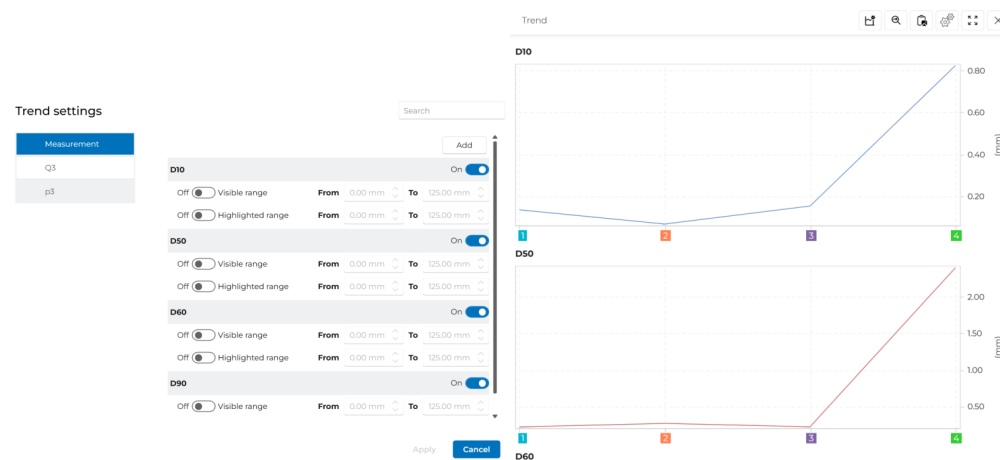 Trend settings
Search
Measurement
Q3
p3
Add
D10 On
Off Visible range From 0.00 mm To 125.00 mm
Off Highlighted range From 0.00 mm To 125.00 mm
D50 On
Off Visible range From 0.00 mm To 125.00 mm
Off Highlighted range From 0.00 mm To 125.00 mm
D60 On
Off Visible range From 0.00 mm To 125.00 mm
Off Highlighted range From 0.00 mm To 125.00 mm
D90 On
Off Visible range From 0.00 mm To 125.00 mm
Apply Cancel
Trend
D10
0.80
0.60
0.40
0.20
(mm)
1 2 3 4
D50
2.00
1.50
1.00
0.50
(mm)
1 2 3 4
D60